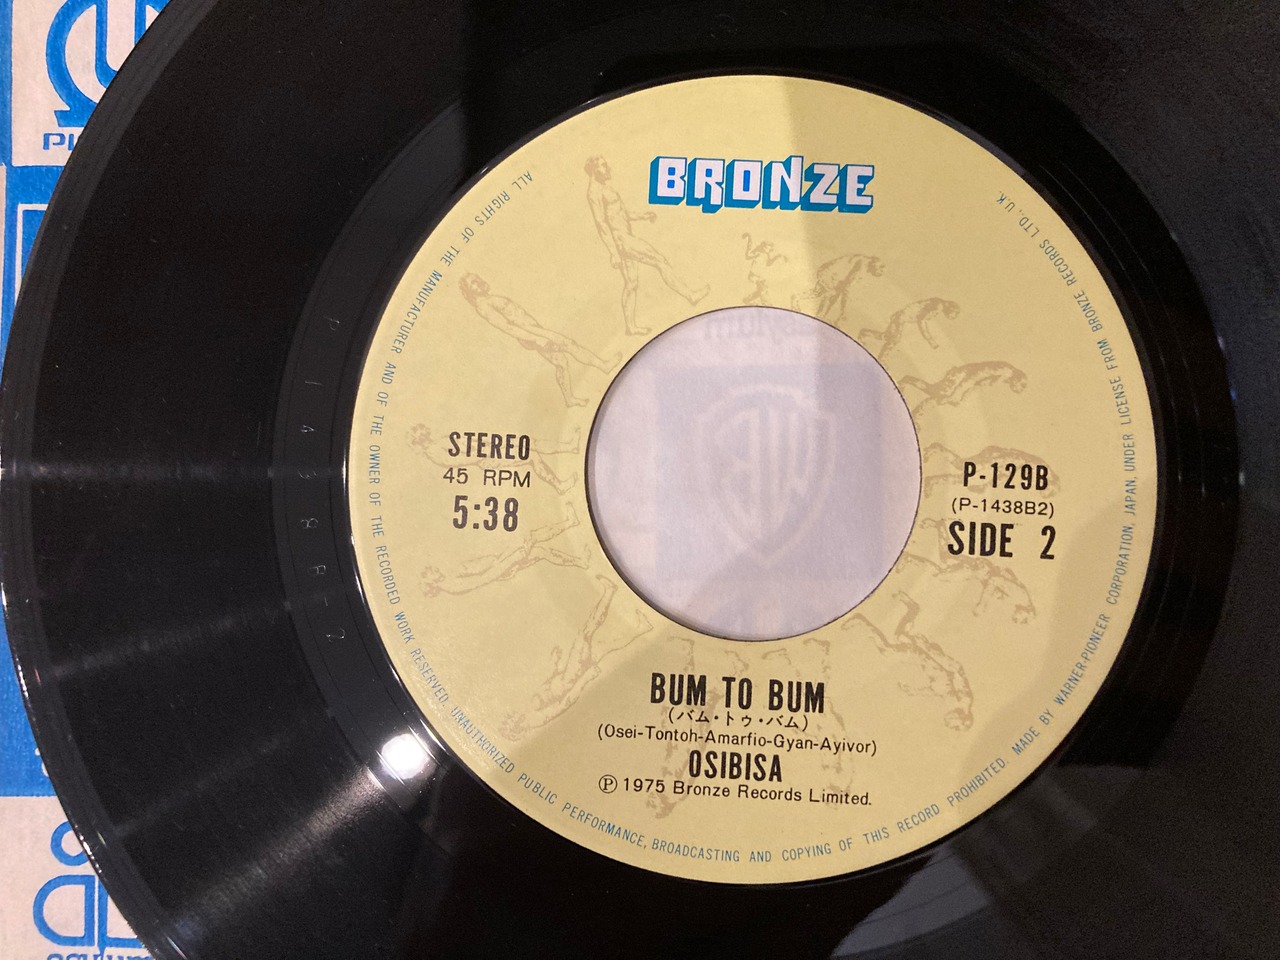 BRONZE
STEREO
45 RPM
5:38
P-129B
(P-1438B2)
SIDE 2
BUM TO BUM
(バム・トゥ・バム)
(Osei-Tontoh-Amarfio-Gyan-Ayivor)
OSIBISA
Ⓟ 1975 Bronze Records Limited.
ALL RIGHTS OF THE MANUFACTURER AND OF THE OWNER OF THE RECORDED WORK RESERVED. UNAUTHORIZED PUBLIC PERFORMANCE, BROADCASTING AND COPYING OF THIS RECORD PROHIBITED. MADE BY WARNER-PIONEER CORPORATION, JAPAN, UNDER LICENSE FROM BRONZE RECORDS LTD., U.K.
asylum